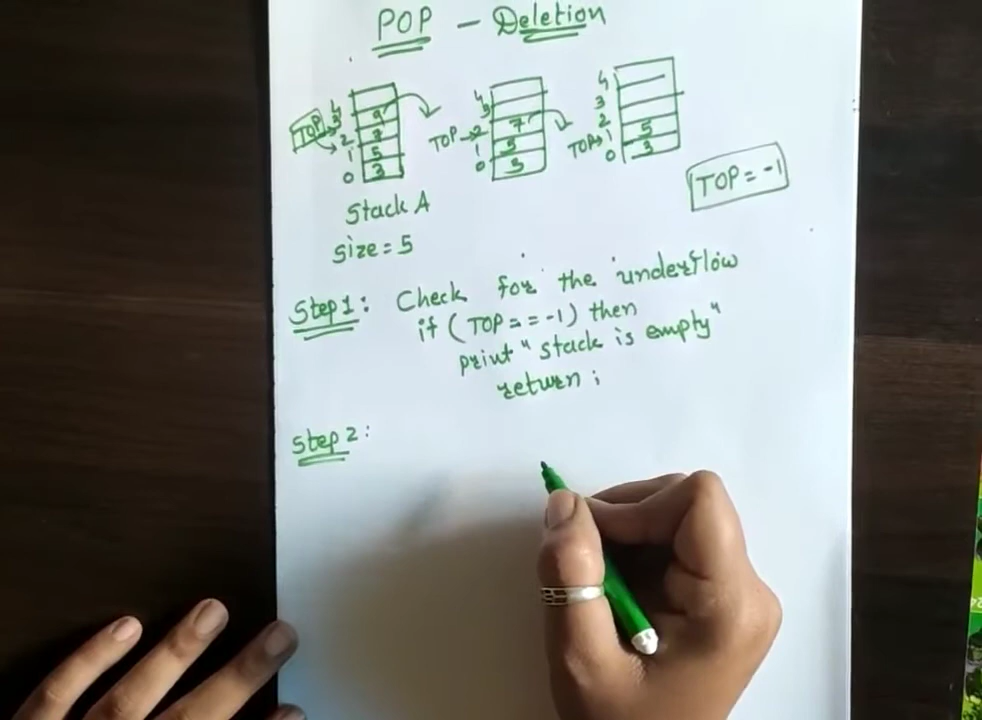 POP - Deletion
4
3
2
1
0
TOP
9
7
5
3
4
3
2
1
0
TOP
7
5
3
4
3
2
1
0
TOP
5
3
TOP = -1
Stack A
size = 5
Step 1: Check for the underflow
if (TOP == -1) then
print "stack is empty"
return;
Step 2: